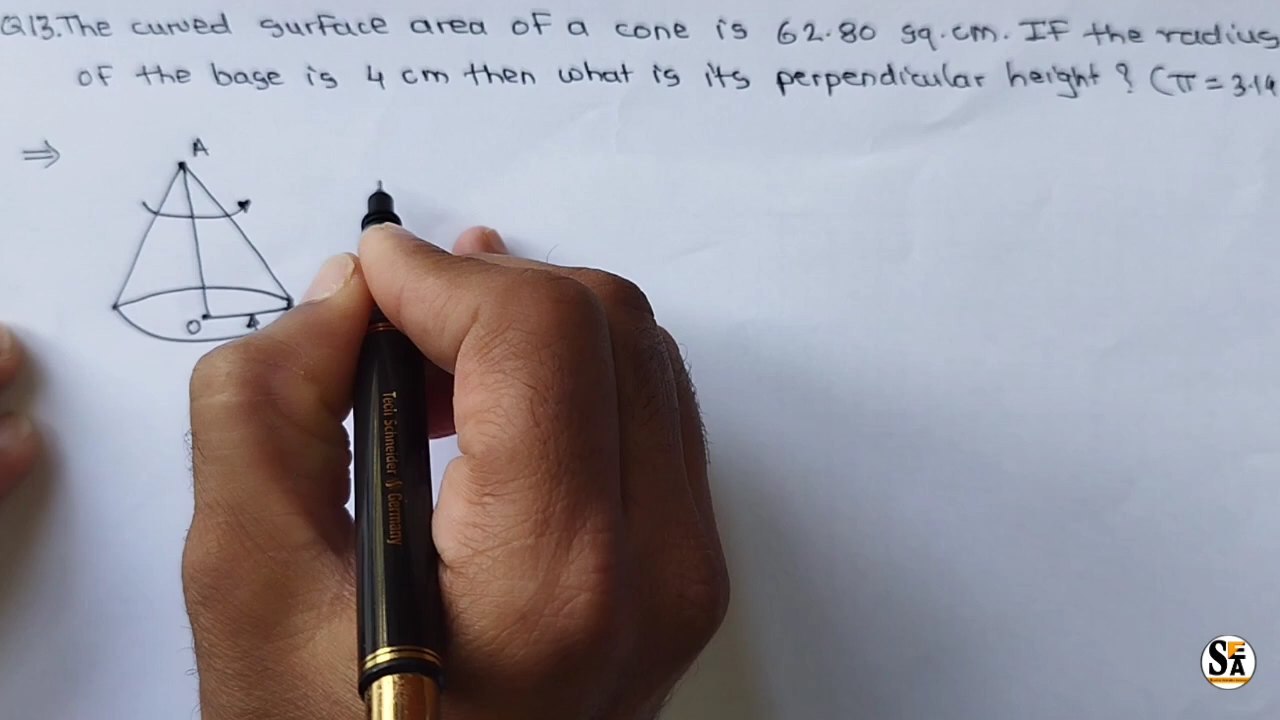 Q13. The curved surface area of a cone is 62.80 sq.cm. If the radius
of the base is 4 cm then what is its perpendicular height? (π = 3.14
⇒
A
O
4
Tech Schneider Germany
SFA